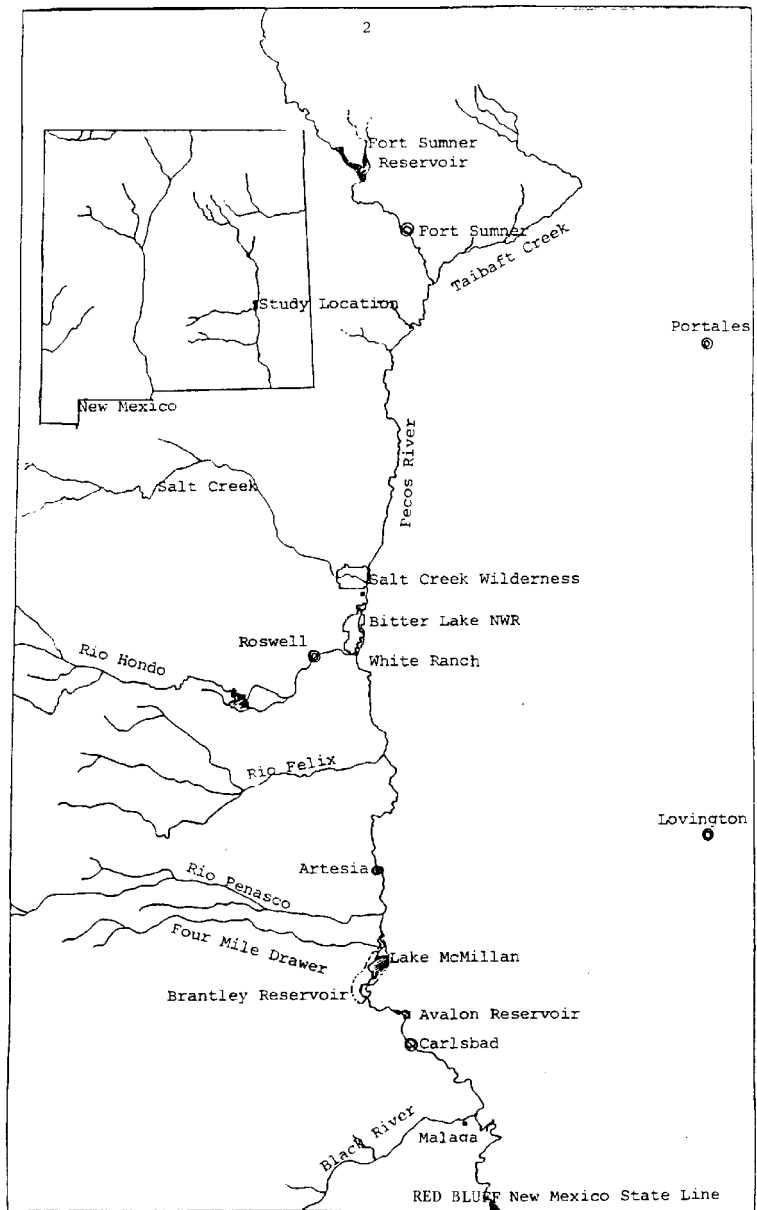 2
Fort Sumner
Reservoir
Fort Sumner
Taibaft Creek
Study Location
Portales
New Mexico
Pecos River
Salt Creek
Salt Creek Wilderness
Bitter Lake NWR
Roswell
White Ranch
Rio Hondo
Rio Felix
Lovington
Artesia
Rio Penasco
Four Mile Drawer
Lake McMillan
Brantley Reservoir
Avalon Reservoir
Carlsbad
Black River
Malaga
RED BLUFF New Mexico State Line